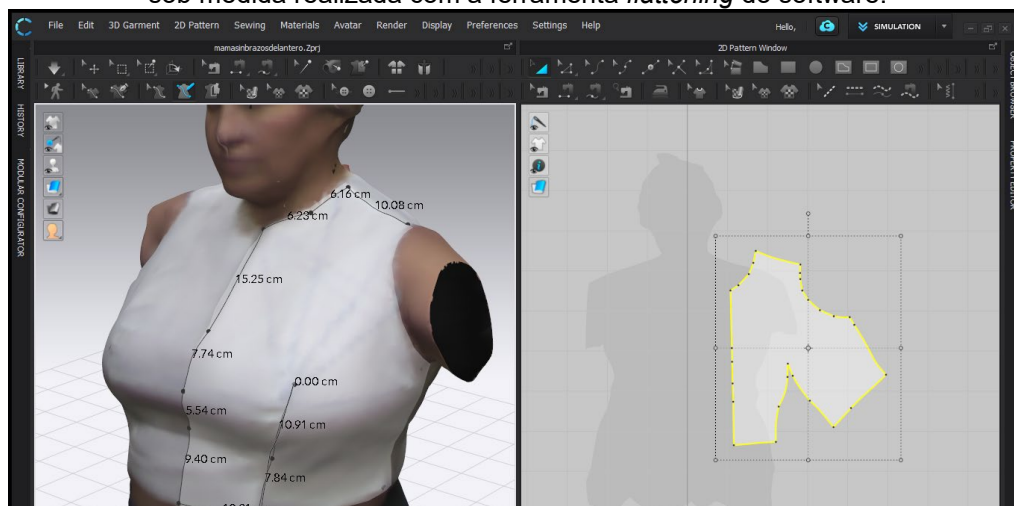 sob medida realizada com a ferramenta flattening do software.
File Edit 3D Garment 2D Pattern Sewing Materials Avatar Render Display Preferences Settings Help Hello, SIMULATION
mamasinbrazosdelantero.Zprj
2D Pattern Window
LIBRARY
HISTORY
MODULAR CONFIGURATOR
OBJECT BROWSER
PROPERTY EDITOR
6.16 cm
10.08 cm
6.23 cm
15.25 cm
7.74 cm
0.00 cm
5.54 cm
10.91 cm
9.40 cm
7.84 cm